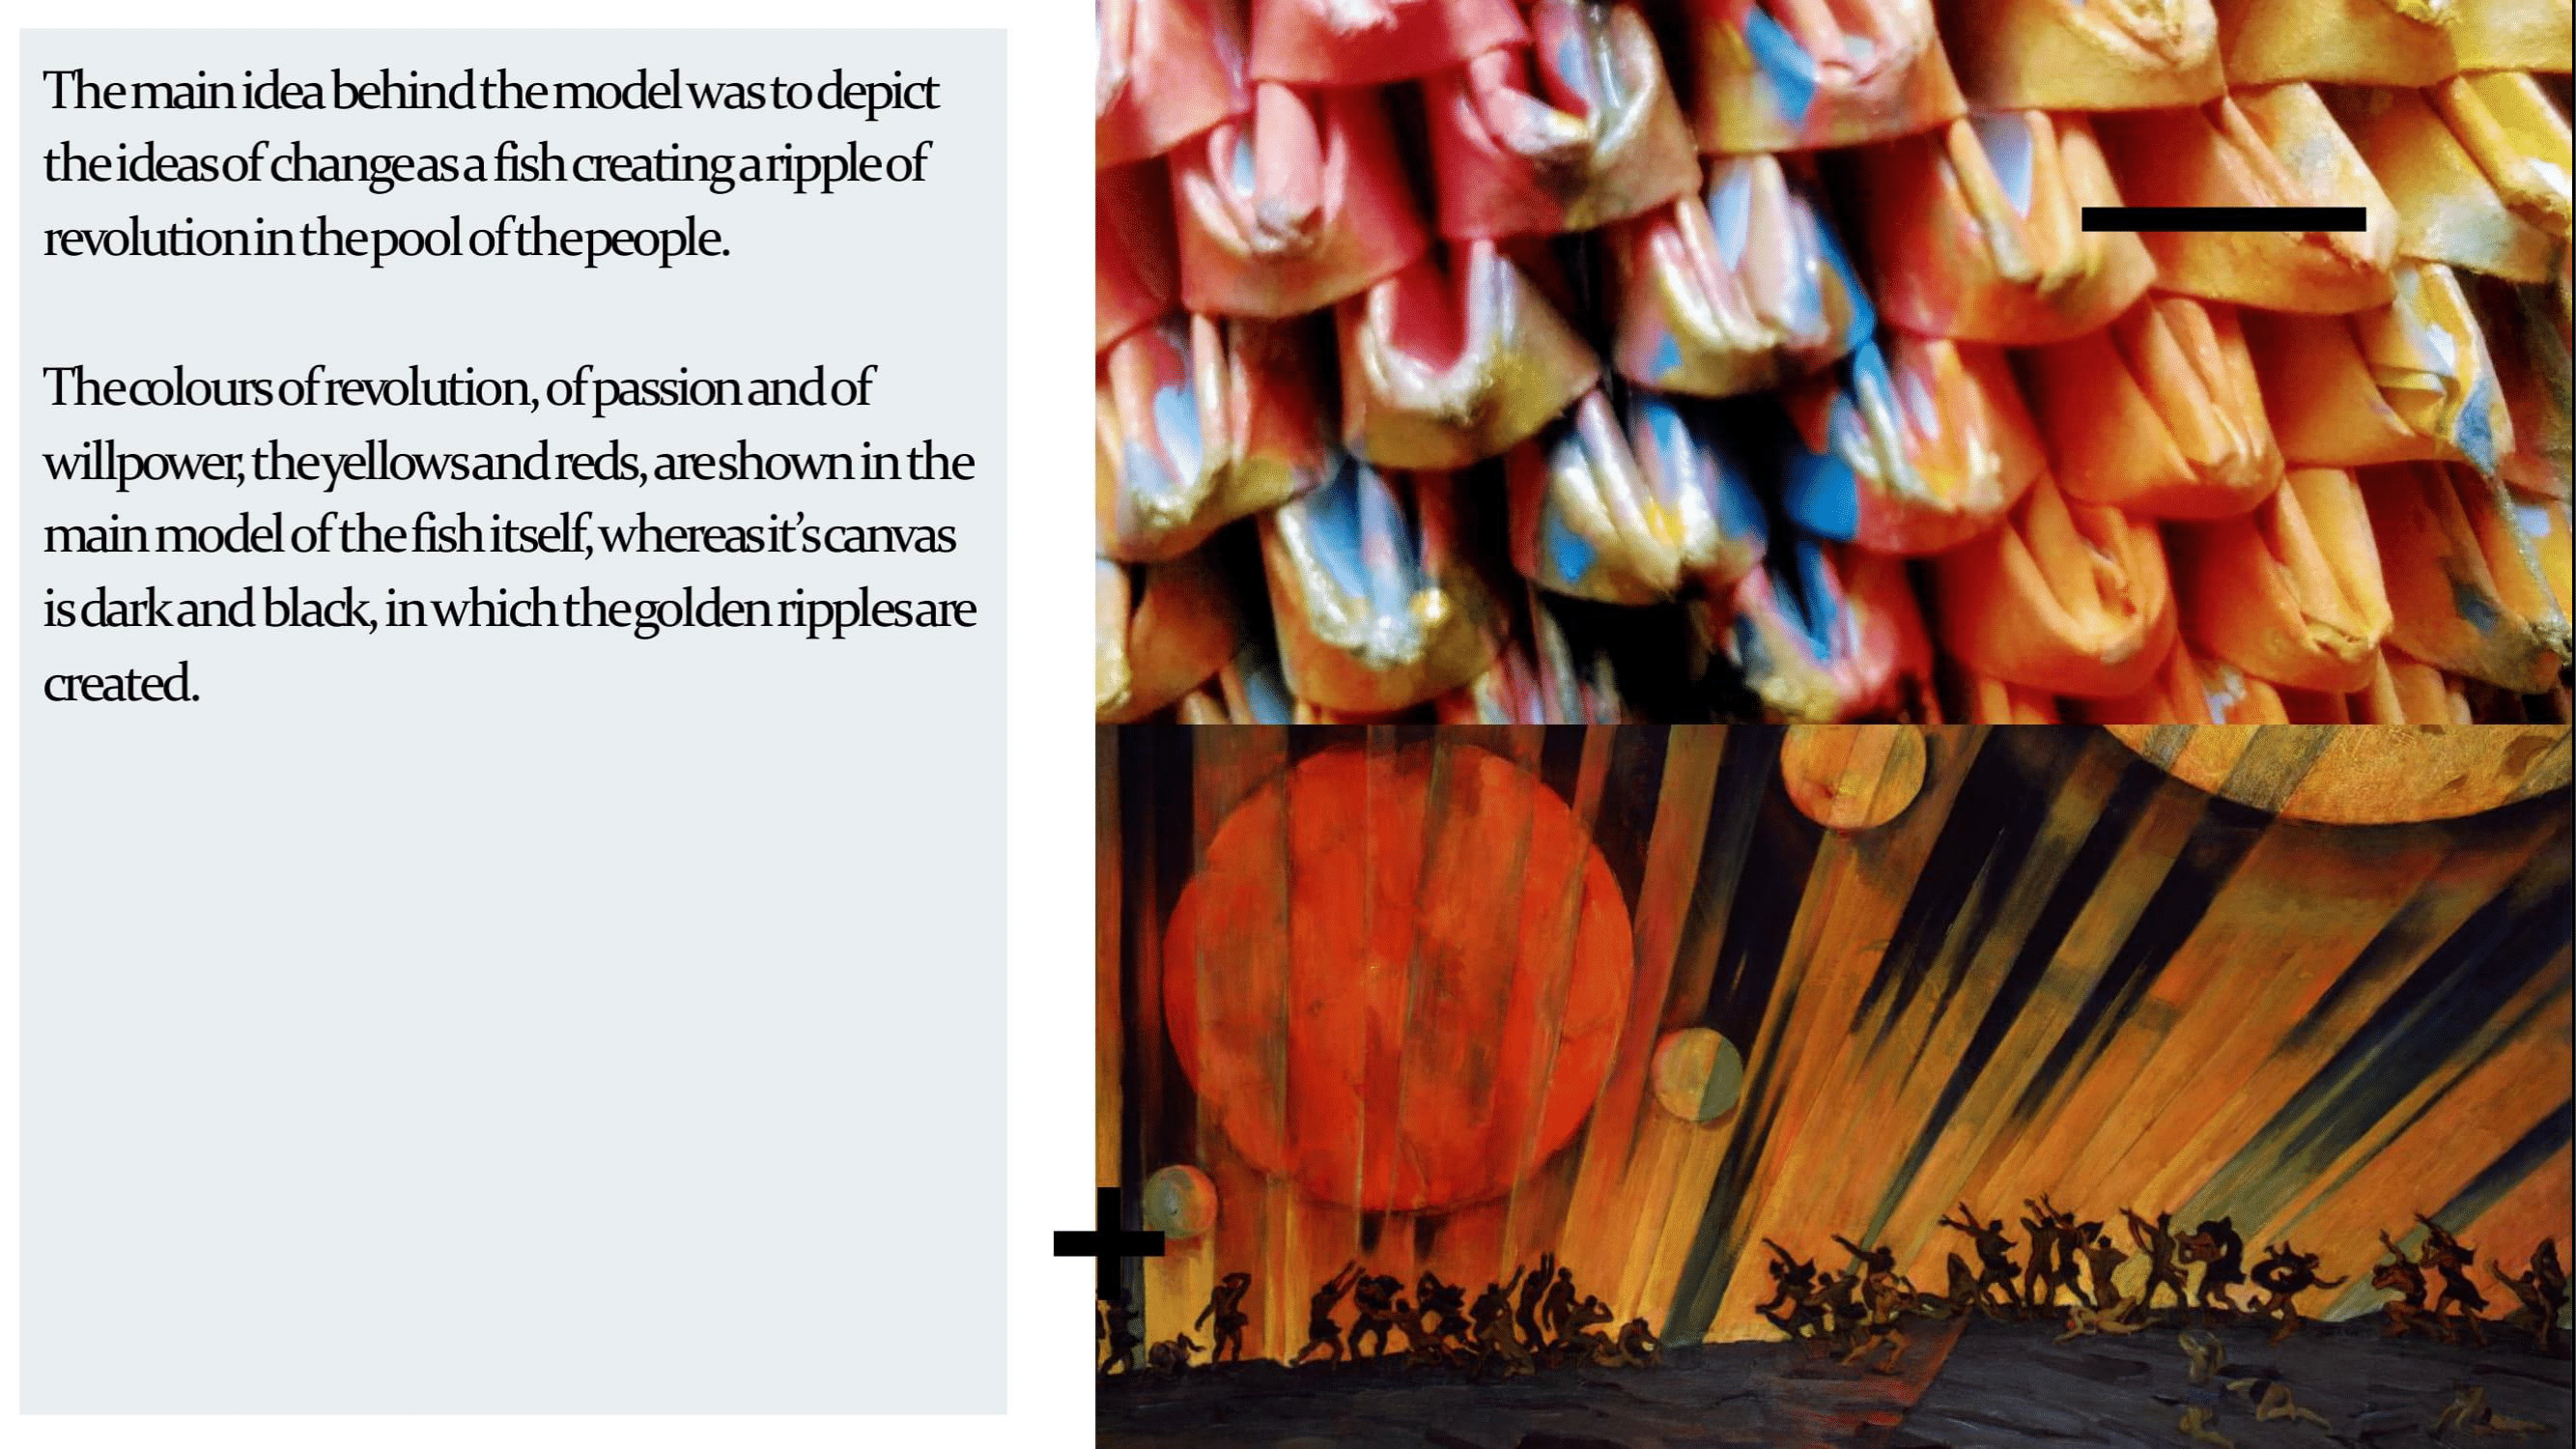 The main idea behind the model was to depict
the ideas of change as a fish creating a ripple of
revolution in the pool of the people.
The colours of revolution, of passion and of
willpower, the yellows and reds, are shown in the
main model of the fish itself, whereas it’s canvas
is dark and black, in which the golden ripples are
created.